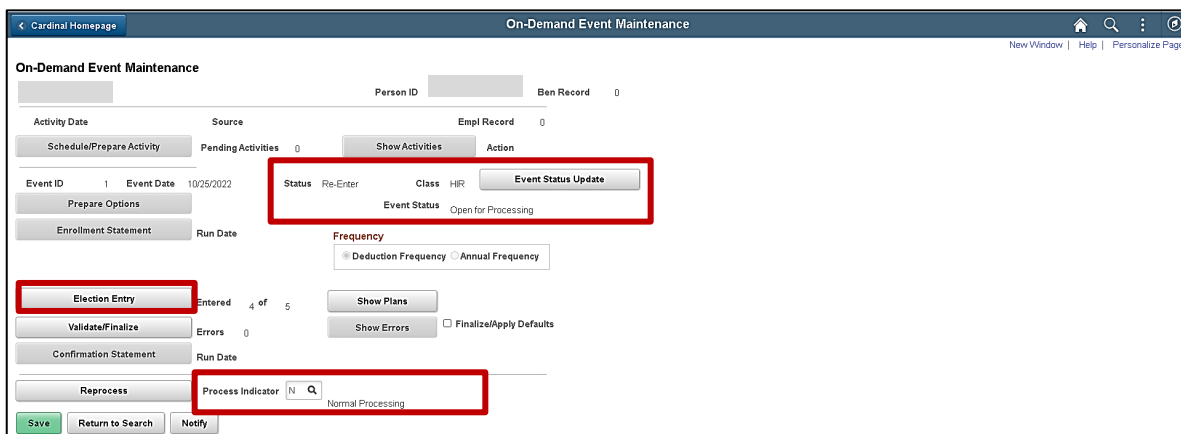 Cardinal Homepage On-Demand Event Maintenance
New Window | Help | Personalize Page
On-Demand Event Maintenance
Person ID Ben Record 0
Activity Date Source Empl Record 0
Schedule/Prepare Activity Pending Activities 0 Show Activities Action
Event ID 1 Event Date 10/25/2022 Status Re-Enter Class HIR Event Status Update
Prepare Options Event Status Open for Processing
Enrollment Statement Run Date Frequency
Deduction Frequency Annual Frequency
Election Entry Entered 4 of 5 Show Plans
Validate/Finalize Errors 0 Show Errors Finalize/Apply Defaults
Confirmation Statement Run Date
Reprocess Process Indicator N
Normal Processing
Save Return to Search Notify